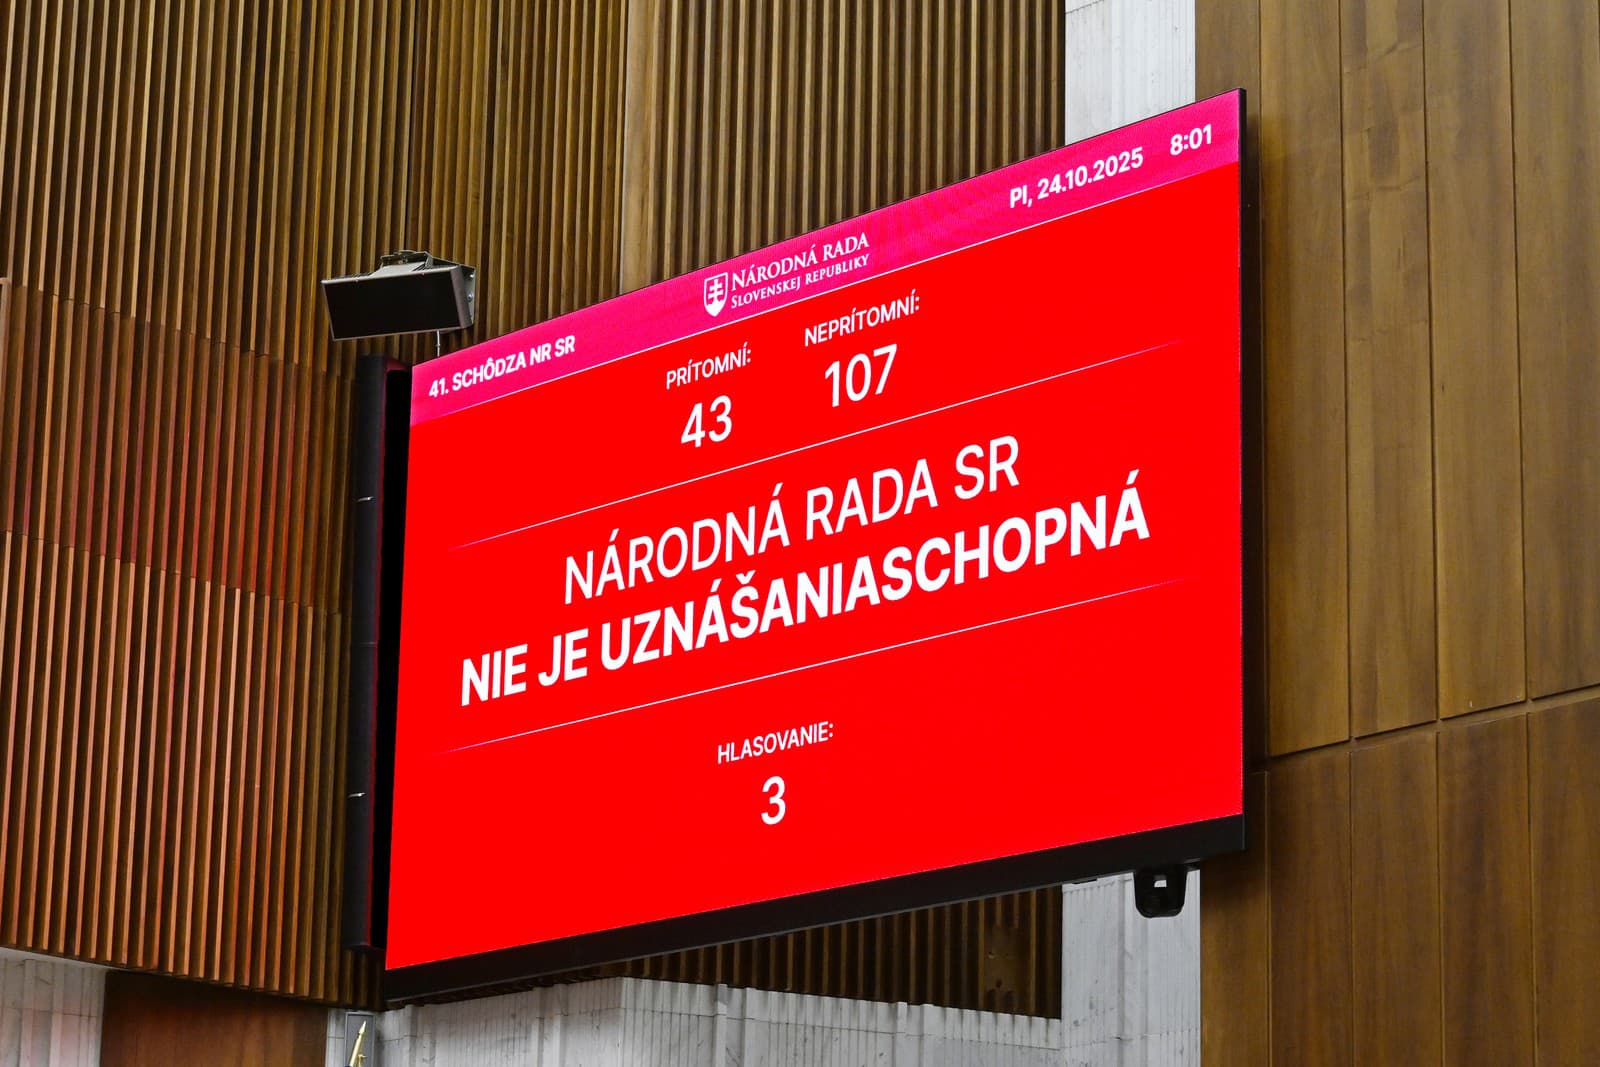 41. SCHÔDZA NR SR
NÁRODNÁ RADA
SLOVENSKEJ REPUBLIKY
PI, 24.10.2025 8:01
PRÍTOMNÍ:
43
NEPRÍTOMNÍ:
107
NÁRODNÁ RADA SR
NIE JE UZNÁŠANIASCHOPNÁ
HLASOVANIE:
3